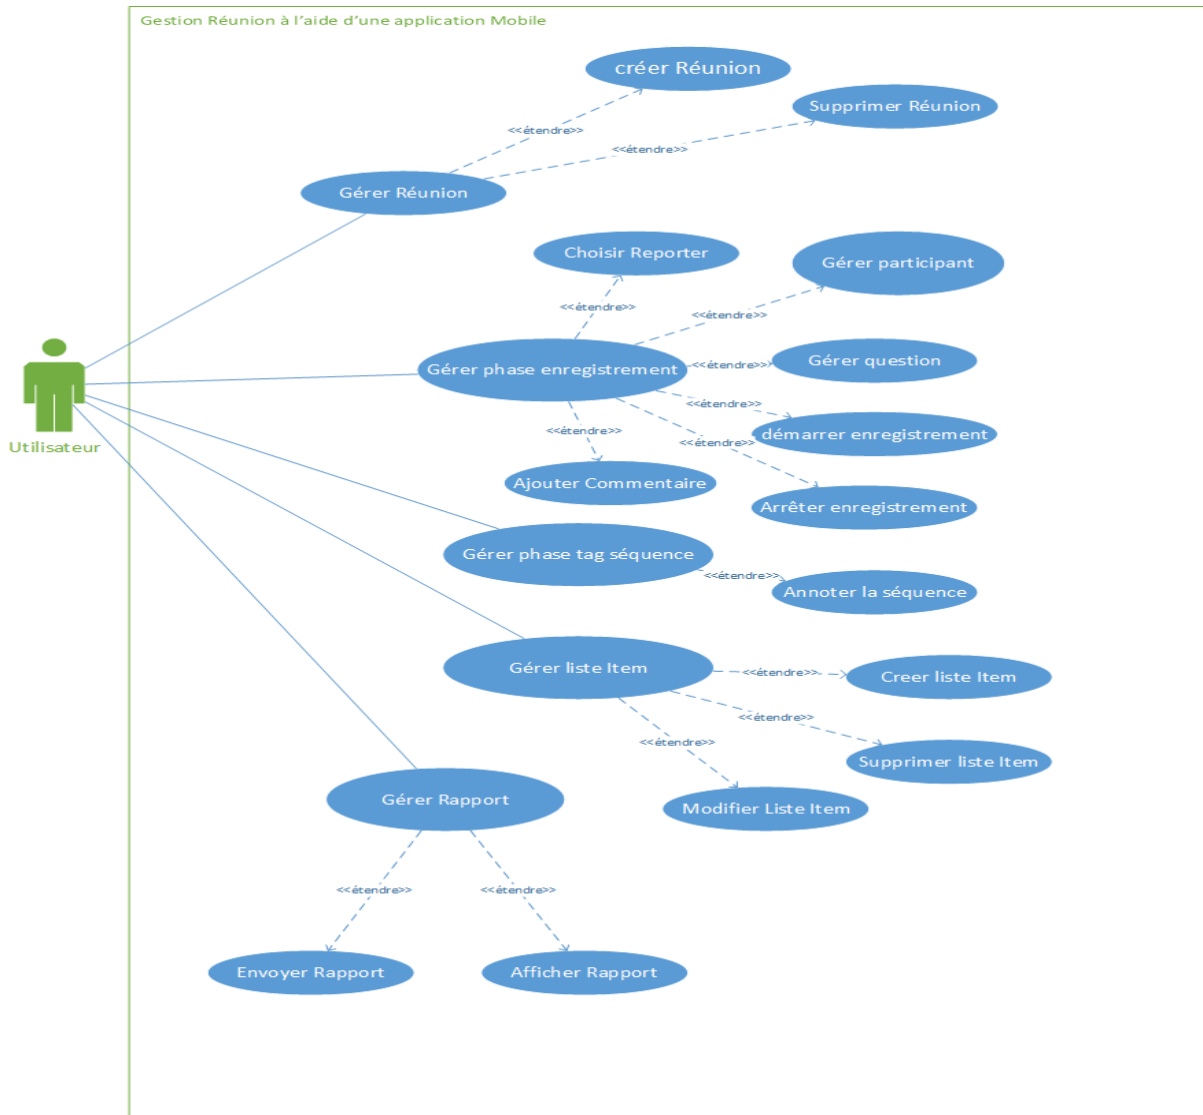 Gestion Réunion à l'aide d'une application Mobile
créer Réunion
Supprimer Réunion
<<étendre>>
<<étendre>>
Gérer Réunion
Choisir Reporter
Gérer participant
<<étendre>>
<<étendre>>
Gérer phase enregistrement
<<étendre>>
Gérer question
<<étendre>>
démarrer enregistrement
<<étendre>>
<<étendre>>
Utilisateur
Ajouter Commentaire
Arrêter enregistrement
Gérer phase tag séquence
<<étendre>>
Annoter la séquence
Gérer liste Item
<<étendre>>
Creer liste Item
<<étendre>>
<<étendre>>
Supprimer liste Item
Gérer Rapport
Modifier Liste Item
<<étendre>>
<<étendre>>
Envoyer Rapport
Afficher Rapport